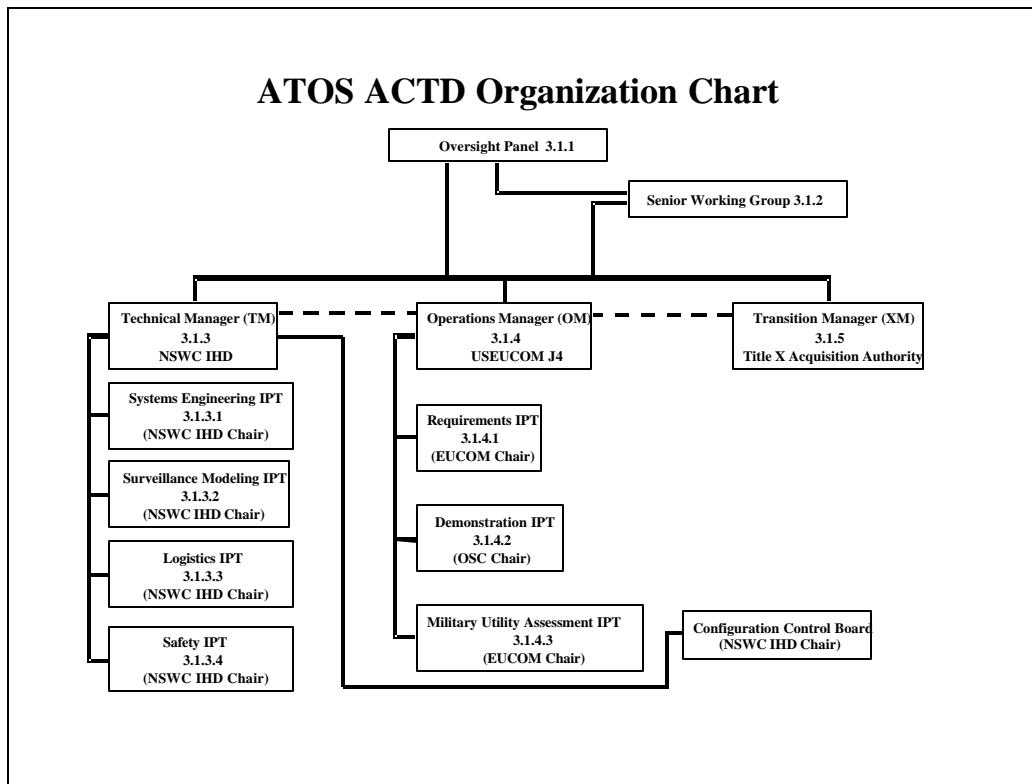 ATOS ACTD Organization Chart
Oversight Panel 3.1.1
Senior Working Group 3.1.2
Technical Manager (TM)
3.1.3
NSWC IHD
Operations Manager (OM)
3.1.4
USEUCOM J4
Transition Manager (XM)
3.1.5
Title X Acquisition Authority
Systems Engineering IPT
3.1.3.1
(NSWC IHD Chair)
Surveillance Modeling IPT
3.1.3.2
(NSWC IHD Chair)
Logistics IPT
3.1.3.3
(NSWC IHD Chair)
Safety IPT
3.1.3.4
(NSWC IHD Chair)
Requirements IPT
3.1.4.1
(EUCOM Chair)
Demonstration IPT
3.1.4.2
(OSC Chair)
Military Utility Assessment IPT
3.1.4.3
(EUCOM Chair)
Configuration Control Board
(NSWC IHD Chair)